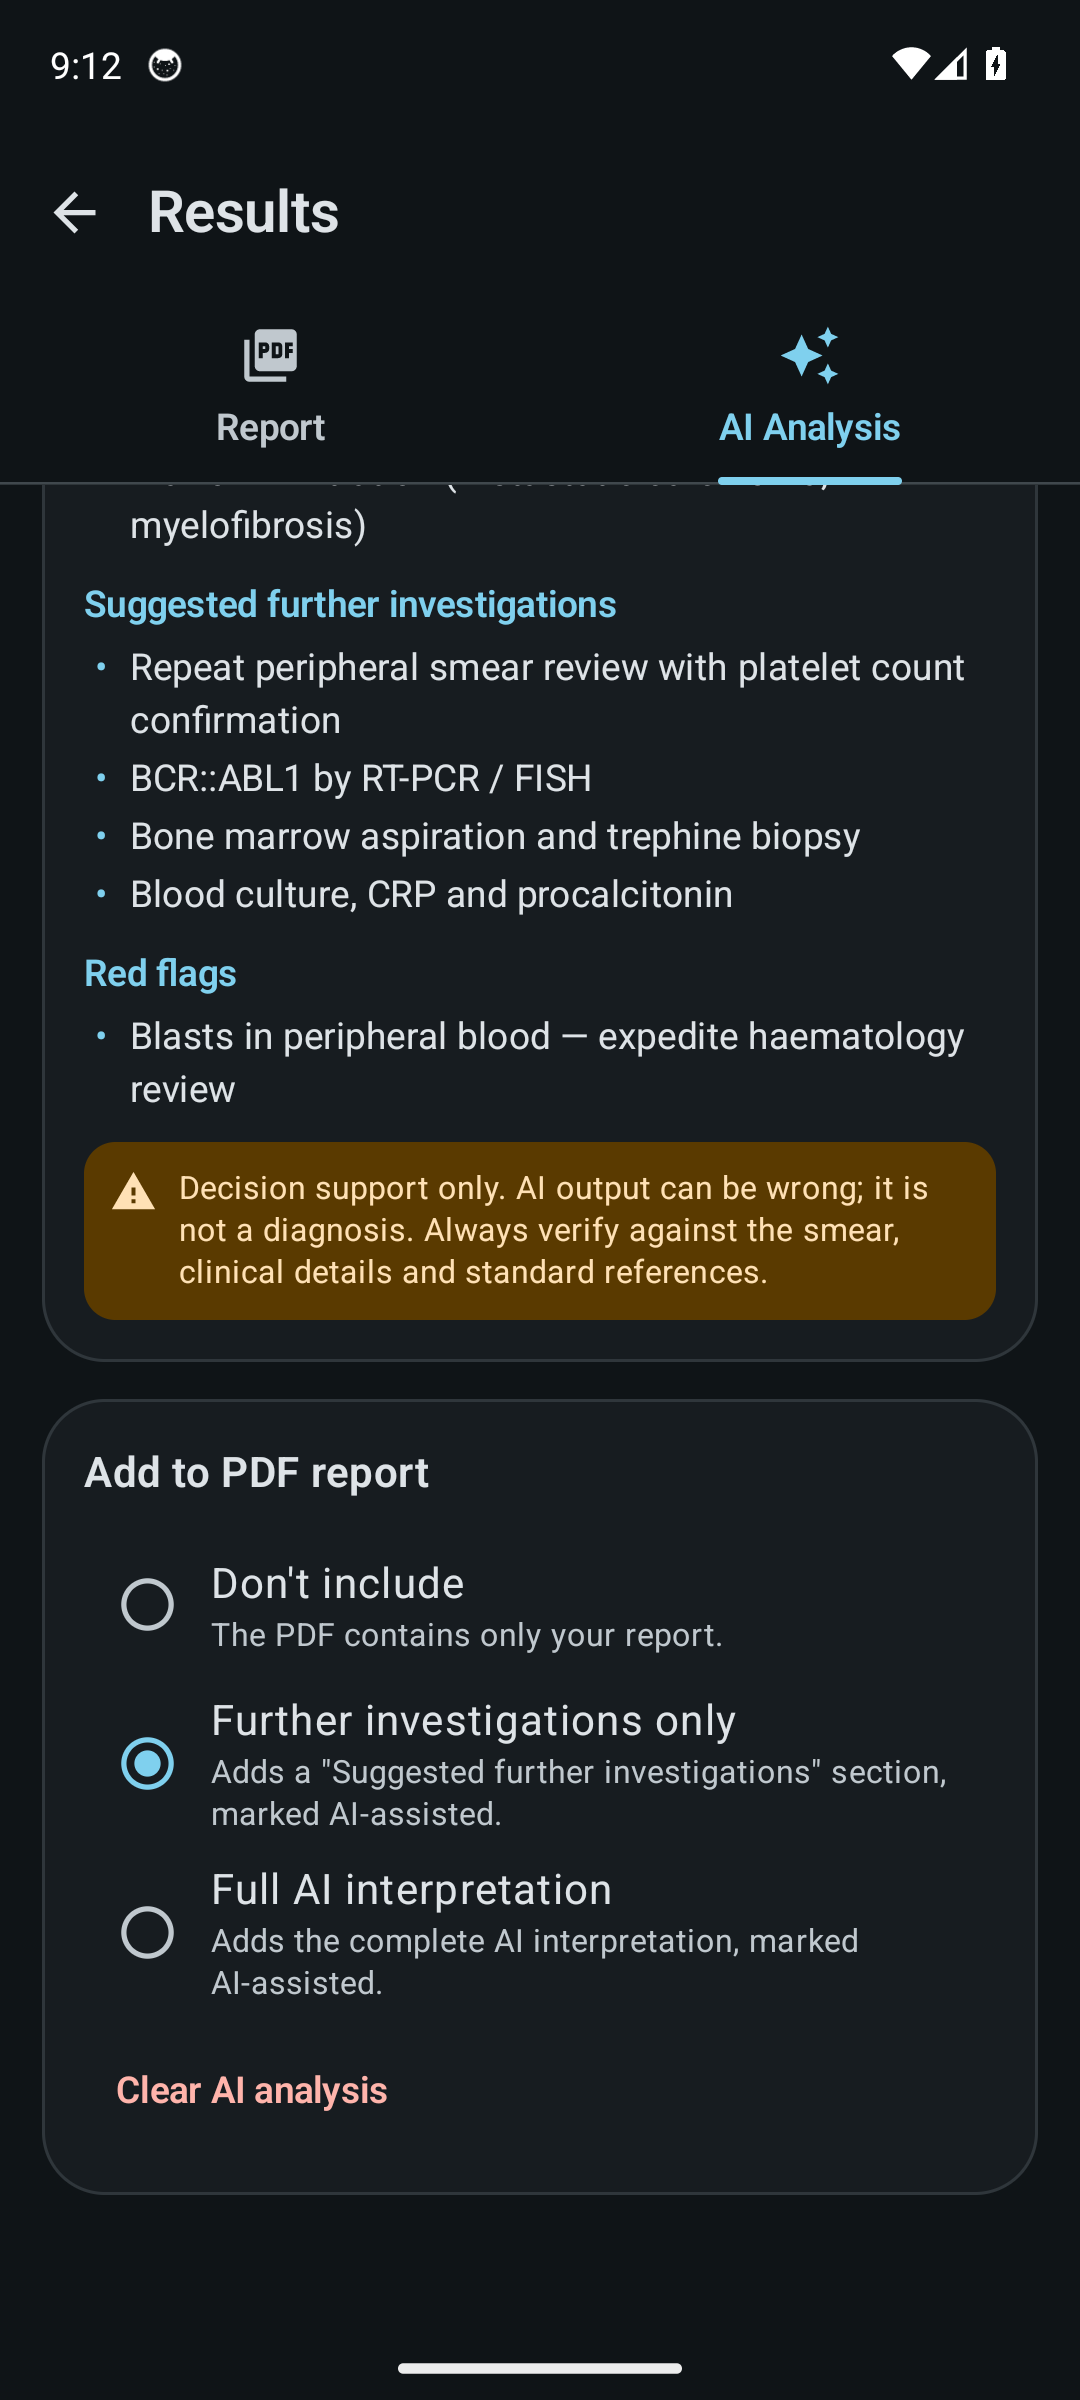 9:12
Results
PDF
Report
AI Analysis
myelofibrosis)
Suggested further investigations
• Repeat peripheral smear review with platelet count
confirmation
• BCR::ABL1 by RT-PCR / FISH
• Bone marrow aspiration and trephine biopsy
• Blood culture, CRP and procalcitonin
Red flags
• Blasts in peripheral blood — expedite haematology
review
Decision support only. AI output can be wrong; it is
not a diagnosis. Always verify against the smear,
clinical details and standard references.
Add to PDF report
Don't include
The PDF contains only your report.
Further investigations only
Adds a "Suggested further investigations" section,
marked AI-assisted.
Full AI interpretation
Adds the complete AI interpretation, marked
AI-assisted.
Clear AI analysis